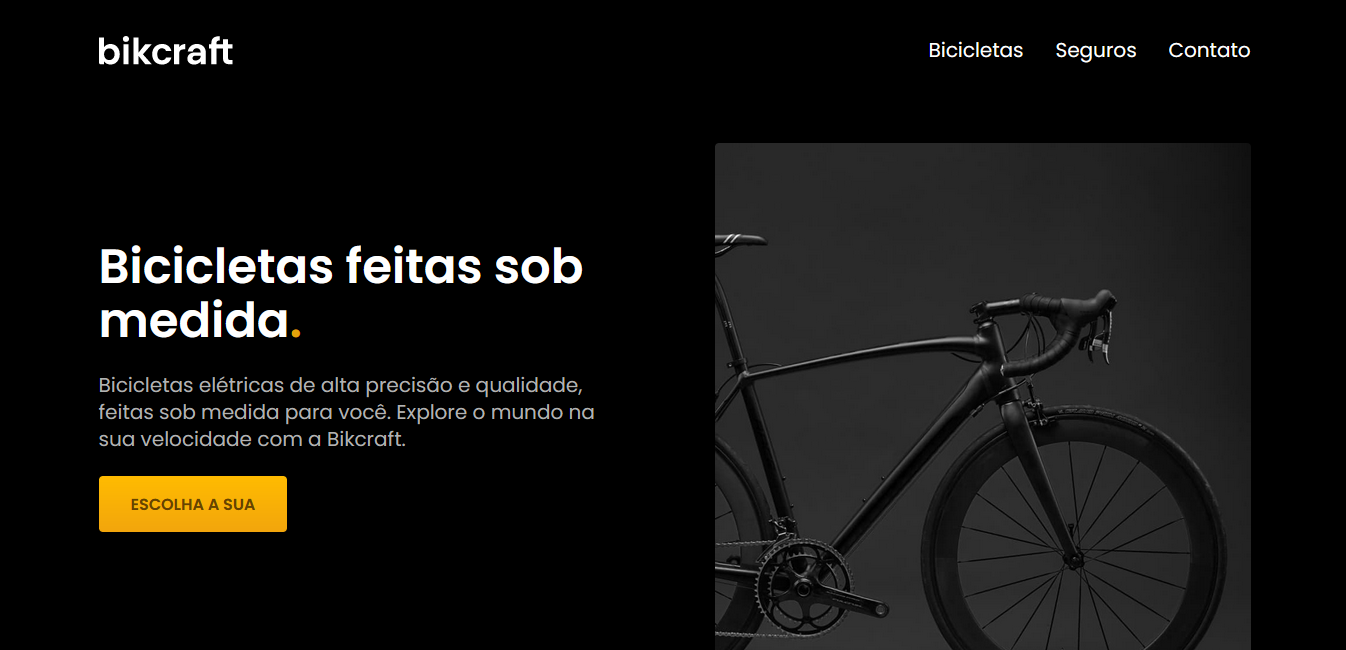 bikcraft
Bicicletas Seguros Contato
Bicicletas feitas sob
medida.
Bicicletas elétricas de alta precisão e qualidade,
feitas sob medida para você. Explore o mundo na
sua velocidade com a Bikcraft.
ESCOLHA A SUA